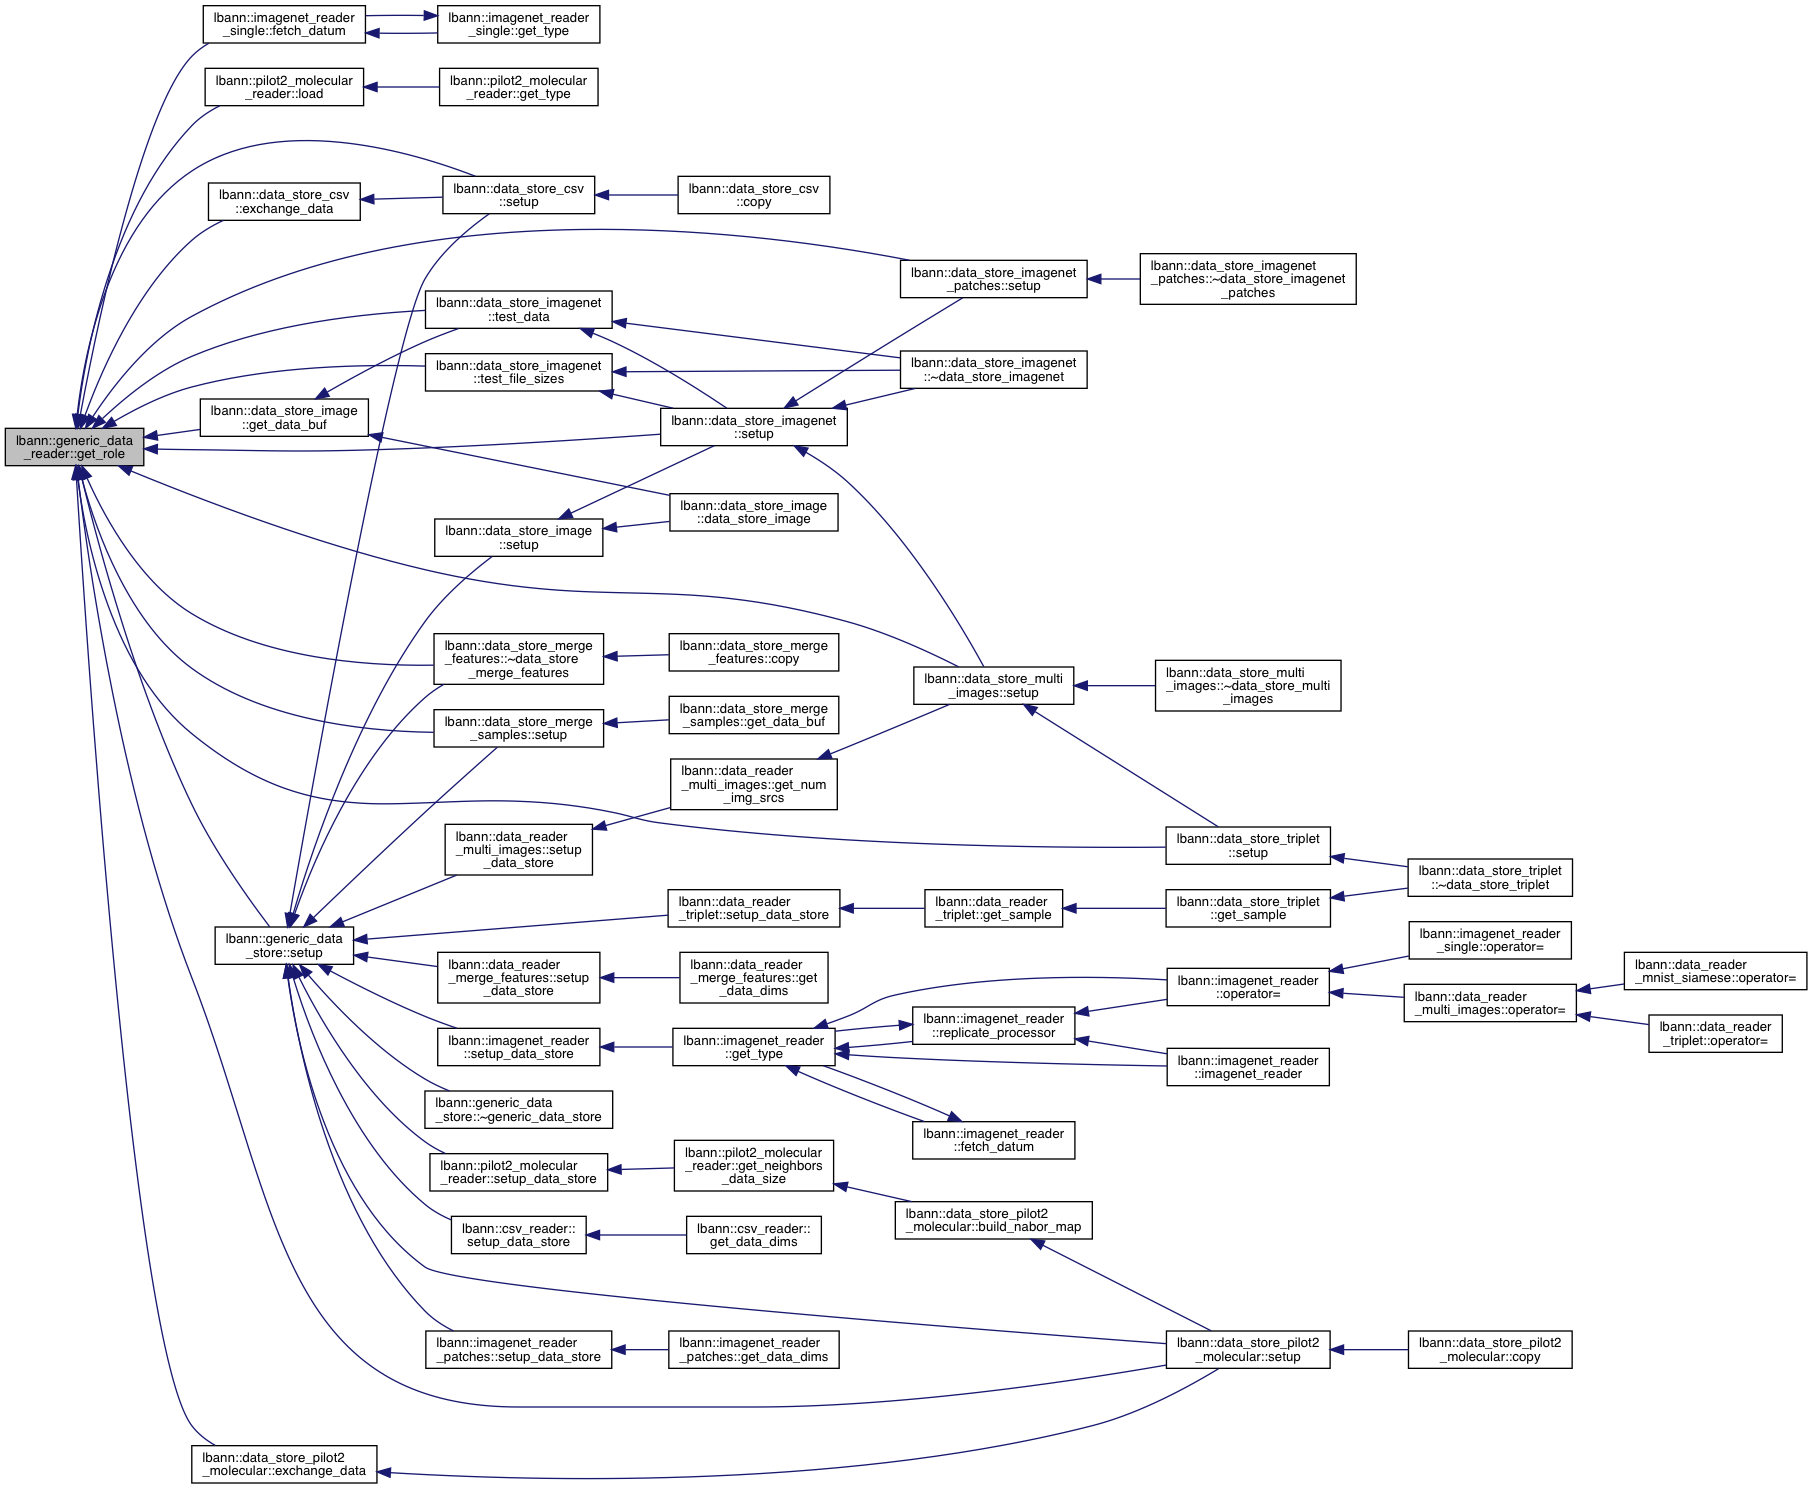 lbann::imagenet_reader
_single::fetch_datum
lbann::imagenet_reader
_single::get_type
lbann::pilot2_molecular
_reader::load
lbann::pilot2_molecular
_reader::get_type
lbann::data_store_csv
::exchange_data
lbann::data_store_csv
::setup
lbann::data_store_csv
::copy
lbann::data_store_imagenet
_patches::setup
lbann::data_store_imagenet
_patches::~data_store_imagenet
_patches
lbann::data_store_imagenet
::test_data
lbann::data_store_imagenet
::test_file_sizes
lbann::data_store_imagenet
::~data_store_imagenet
lbann::data_store_image
::get_data_buf
lbann::data_store_imagenet
::setup
lbann::generic_data
_reader::get_role
lbann::data_store_image
::data_store_image
lbann::data_store_image
::setup
lbann::data_store_merge
_features::~data_store
_merge_features
lbann::data_store_merge
_features::copy
lbann::data_store_multi
_images::setup
lbann::data_store_multi
_images::~data_store_multi
_images
lbann::data_store_merge
_samples::setup
lbann::data_store_merge
_samples::get_data_buf
lbann::data_reader
_multi_images::get_num
_img_srcs
lbann::data_reader
_multi_images::setup
_data_store
lbann::data_store_triplet
::setup
lbann::data_store_triplet
::~data_store_triplet
lbann::data_reader
_triplet::setup_data_store
lbann::data_reader
_triplet::get_sample
lbann::data_store_triplet
::get_sample
lbann::generic_data
_store::setup
lbann::imagenet_reader
_single::operator=
lbann::data_reader
_merge_features::setup
_data_store
lbann::data_reader
_merge_features::get
_data_dims
lbann::imagenet_reader
::operator=
lbann::data_reader
_multi_images::operator=
lbann::data_reader
_mnist_siamese::operator=
lbann::data_reader
_triplet::operator=
lbann::imagenet_reader
::setup_data_store
lbann::imagenet_reader
::get_type
lbann::imagenet_reader
::replicate_processor
lbann::imagenet_reader
::imagenet_reader
lbann::generic_data
_store::~generic_data_store
lbann::imagenet_reader
::fetch_datum
lbann::pilot2_molecular
_reader::setup_data_store
lbann::pilot2_molecular
_reader::get_neighbors
_data_size
lbann::data_store_pilot2
_molecular::build_nabor_map
lbann::csv_reader::
setup_data_store
lbann::csv_reader::
get_data_dims
lbann::imagenet_reader
_patches::setup_data_store
lbann::imagenet_reader
_patches::get_data_dims
lbann::data_store_pilot2
_molecular::setup
lbann::data_store_pilot2
_molecular::copy
lbann::data_store_pilot2
_molecular::exchange_data